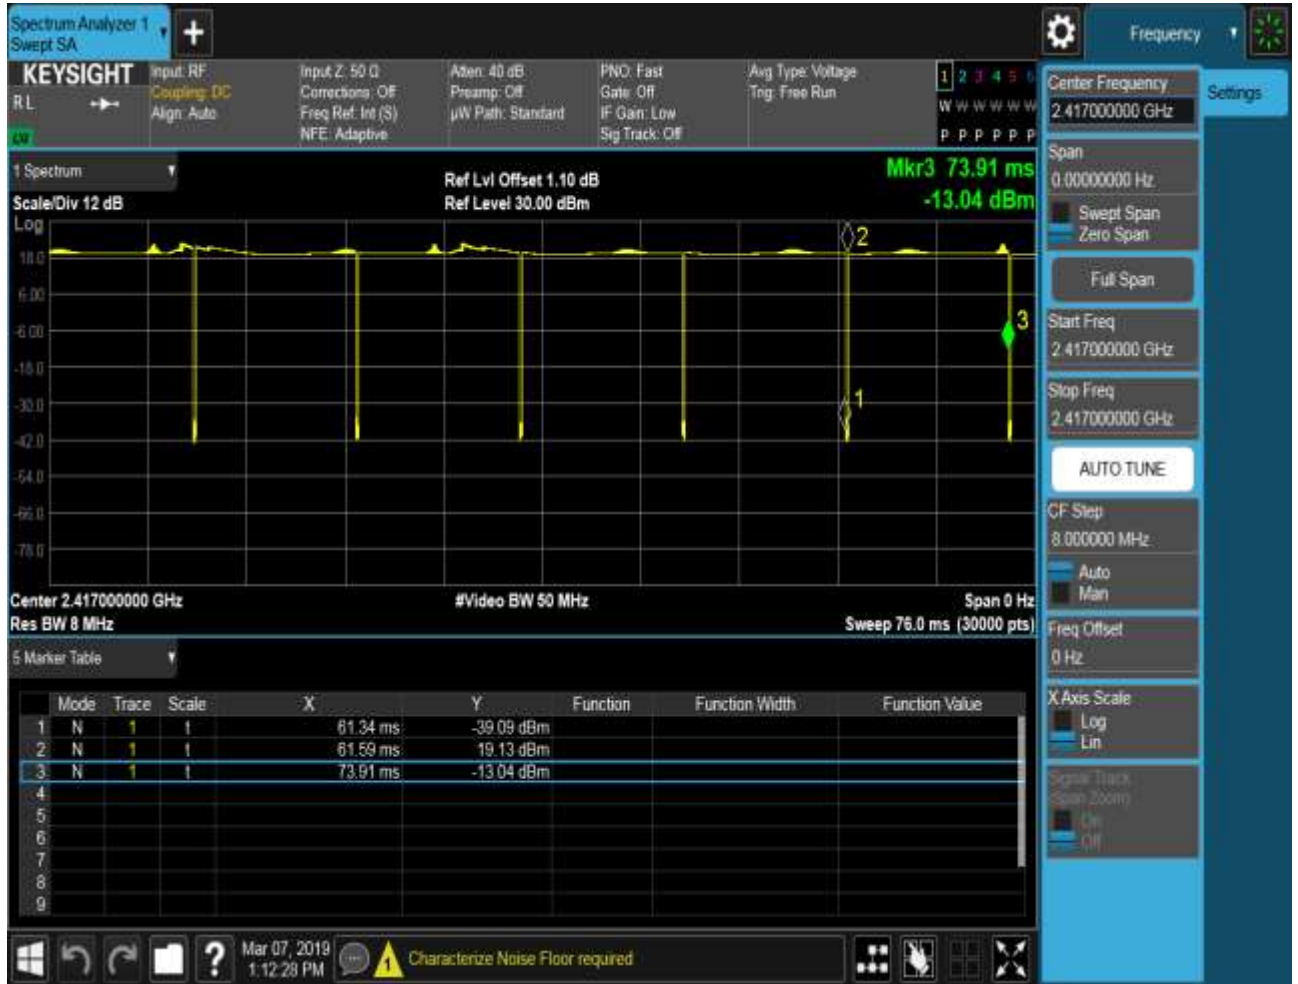 Spectrum Analyzer 1
Swept SA
+
Frequency
KEYSIGHT
RL
Input: RF
Coupling: DC
Align: Auto
Input Z: 50 Ω
Corrections: Off
Freq Ref: Int (S)
NFE: Adaptive
Atten: 40 dB
Preamp: Off
µW Path: Standard
PNO: Fast
Gate: Off
IF Gain: Low
Sig Track: Off
Avg Type: Voltage
Trig: Free Run
1 2 3 4 5 6
W W W W W W
P P P P P P
1 Spectrum
Scale/Div 12 dB
Ref Lvl Offset 1.10 dB
Ref Level 30.00 dBm
Mkr3 73.91 ms
-13.04 dBm
Log
18.0
6.00
-6.00
-18.0
-30.0
-42.0
-54.0
-66.0
-78.0
2
3
1
Center 2.417000000 GHz
#Video BW 50 MHz
Span 0 Hz
Res BW 8 MHz
Sweep 76.0 ms (30000 pts)
5 Marker Table
Mode Trace Scale X Y Function Function Width Function Value
1 N 1 t 61.34 ms -39.09 dBm
2 N 1 t 61.59 ms 19.13 dBm
3 N 1 t 73.91 ms -13.04 dBm
4
5
6
7
8
9
?
Mar 07, 2019
1:12:28 PM
1
Characterize Noise Floor required
Center Frequency
2.417000000 GHz
Settings
Span
0.00000000 Hz
Swept Span
Zero Span
Full Span
Start Freq
2.417000000 GHz
Stop Freq
2.417000000 GHz
AUTO TUNE
CF Step
8.000000 MHz
Auto
Man
Freq Offset
0 Hz
X Axis Scale
Log
Lin
Signal Track
(Span Zoom)
On
Off